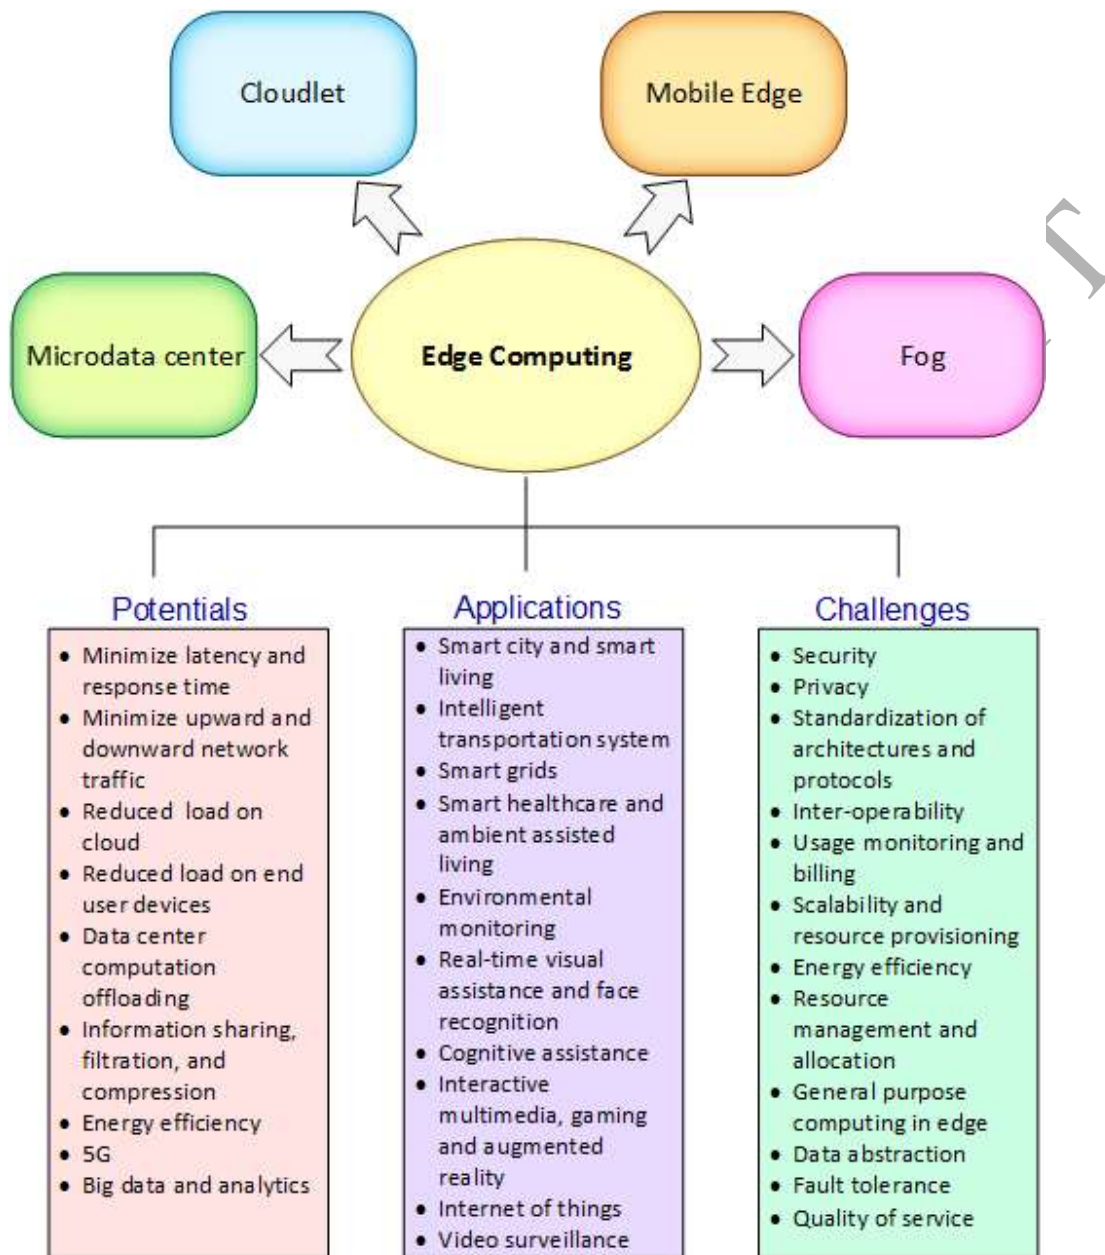 Cloudlet
Mobile Edge
Microdata center
Edge Computing
Fog
Potentials
• Minimize latency and
response time
• Minimize upward and
downward network
traffic
• Reduced load on
cloud
• Reduced load on end
user devices
• Data center
computation
offloading
• Information sharing,
filtration, and
compression
• Energy efficiency
• 5G
• Big data and analytics
Applications
• Smart city and smart
living
• Intelligent
transportation system
• Smart grids
• Smart healthcare and
ambient assisted
living
• Environmental
monitoring
• Real-time visual
assistance and face
recognition
• Cognitive assistance
• Interactive
multimedia, gaming
and augmented
reality
• Internet of things
• Video surveillance
Challenges
• Security
• Privacy
• Standardization of
architectures and
protocols
• Inter-operability
• Usage monitoring and
billing
• Scalability and
resource provisioning
• Energy efficiency
• Resource
management and
allocation
• General purpose
computing in edge
• Data abstraction
• Fault tolerance
• Quality of service